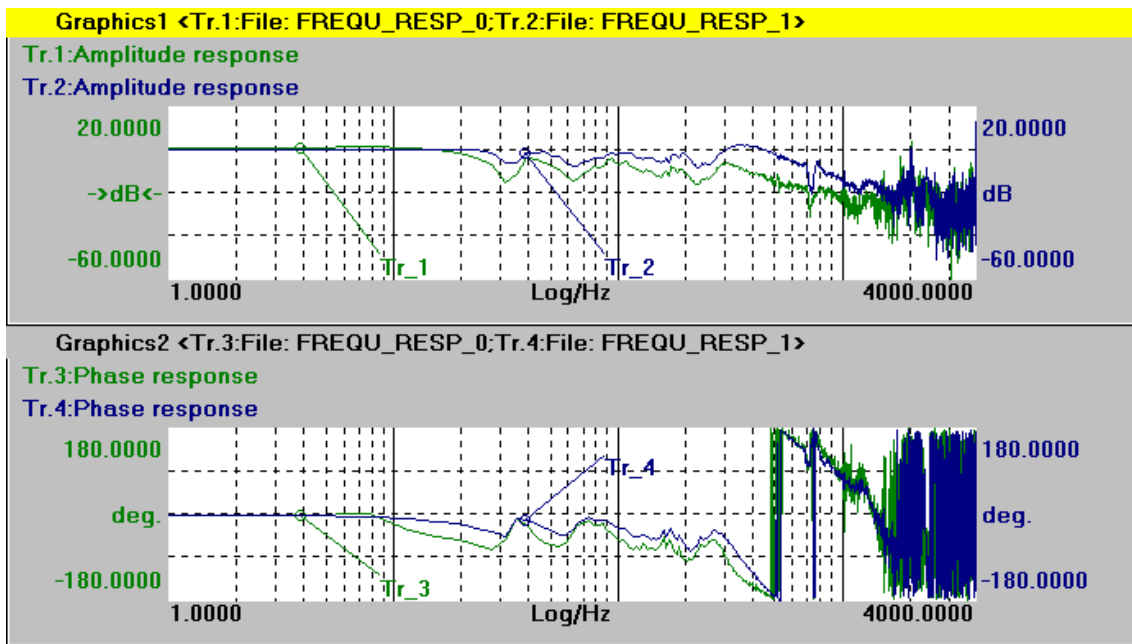 Graphics1 <Tr.1:File: FREQU_RESP_0;Tr.2:File: FREQU_RESP_1>
Tr.1:Amplitude response
Tr.2:Amplitude response
20.0000 20.0000
->dB<- dB
-60.0000 Tr_1 Tr_2 -60.0000
1.0000 Log/Hz 4000.0000
Graphics2 <Tr.3:File: FREQU_RESP_0;Tr.4:File: FREQU_RESP_1>
Tr.3:Phase response
Tr.4:Phase response
180.0000 180.0000
Tr_4
deg. deg.
-180.0000 Tr_3 -180.0000
1.0000 Log/Hz 4000.0000